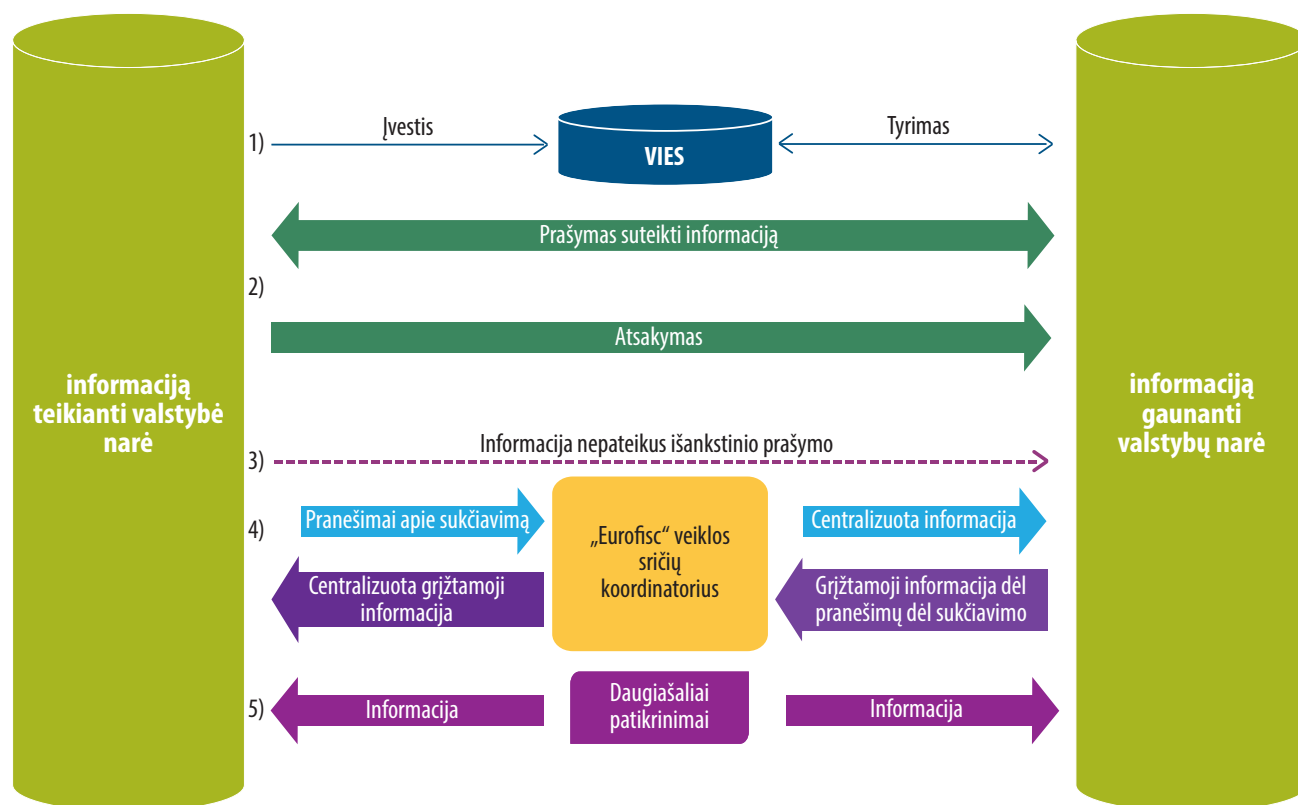 1)
Įvestis
VIES
Tyrimas
Prašymas suteikti informaciją
2)
Atsakymas
informaciją
teikianti valstybė
narė
informaciją
gaunanti
valstybų narė
3)
Informacija nepateikus išankstinio prašymo
4)
Pranešimai apie sukčiavimą
„Eurofisc“ veiklos
sričių
koordinatorius
Centralizuota informacija
Centralizuota grįžtamoji
informacija
Grįžtamoji informacija dėl
pranešimų dėl sukčiavimo
5)
Informacija
Daugiašaliai
patikrinimai
Informacija